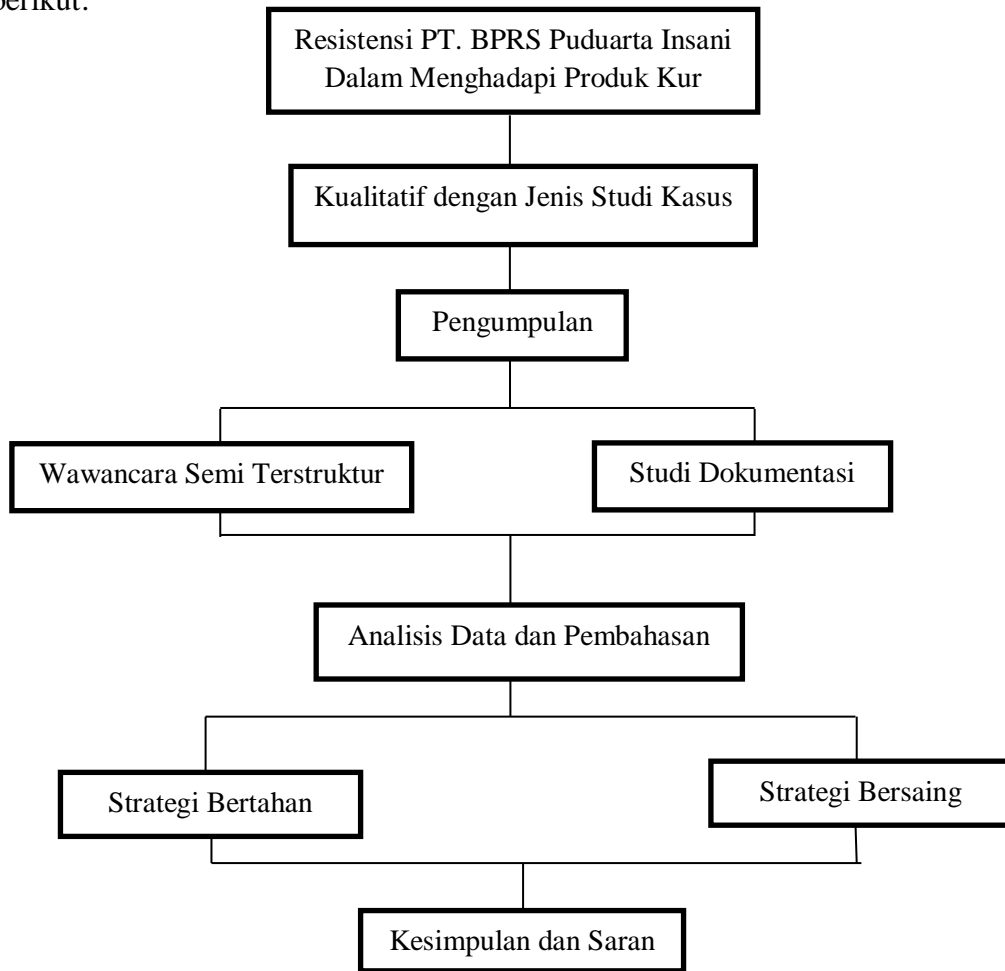 berikut:
Resistensi PT. BPRS Puduarta Insani
Dalam Menghadapi Produk Kur
Kualitatif dengan Jenis Studi Kasus
Pengumpulan
Wawancara Semi Terstruktur
Studi Dokumentasi
Analisis Data dan Pembahasan
Strategi Bertahan
Strategi Bersaing
Kesimpulan dan Saran